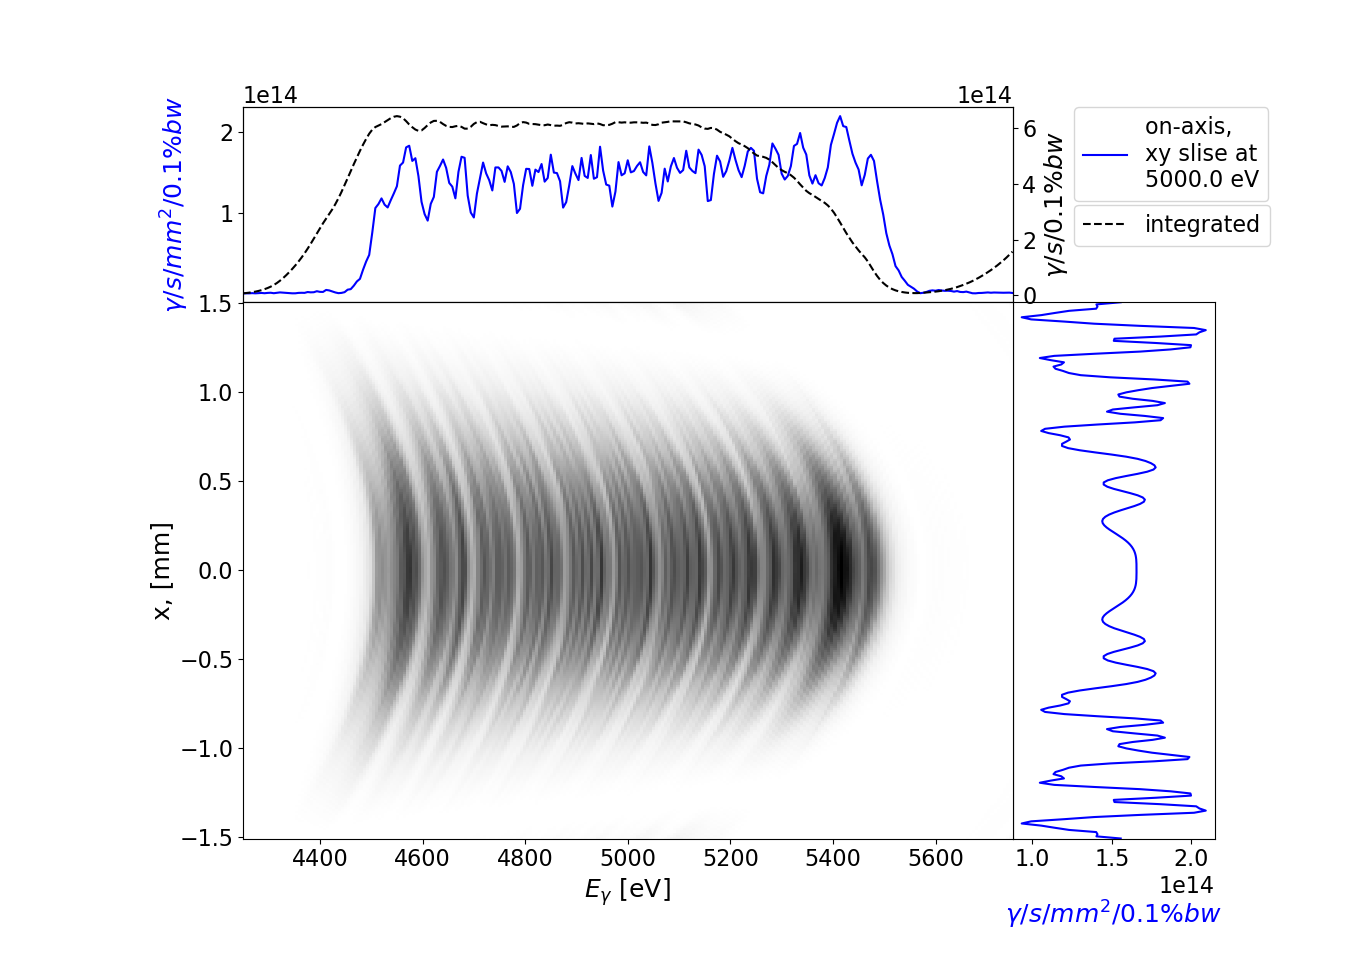 1e14
1e14
γ/s/mm²/0.1%bw
2
1
6
4
2
0
γ/s/0.1%bw
on-axis,
xy slise at
5000.0 eV
integrated
x, [mm]
1.5
1.0
0.5
0.0
−0.5
−1.0
−1.5
4400 4600 4800 5000 5200 5400 5600
E_γ [eV]
1.0 1.5 2.0
1e14
γ/s/mm²/0.1%bw